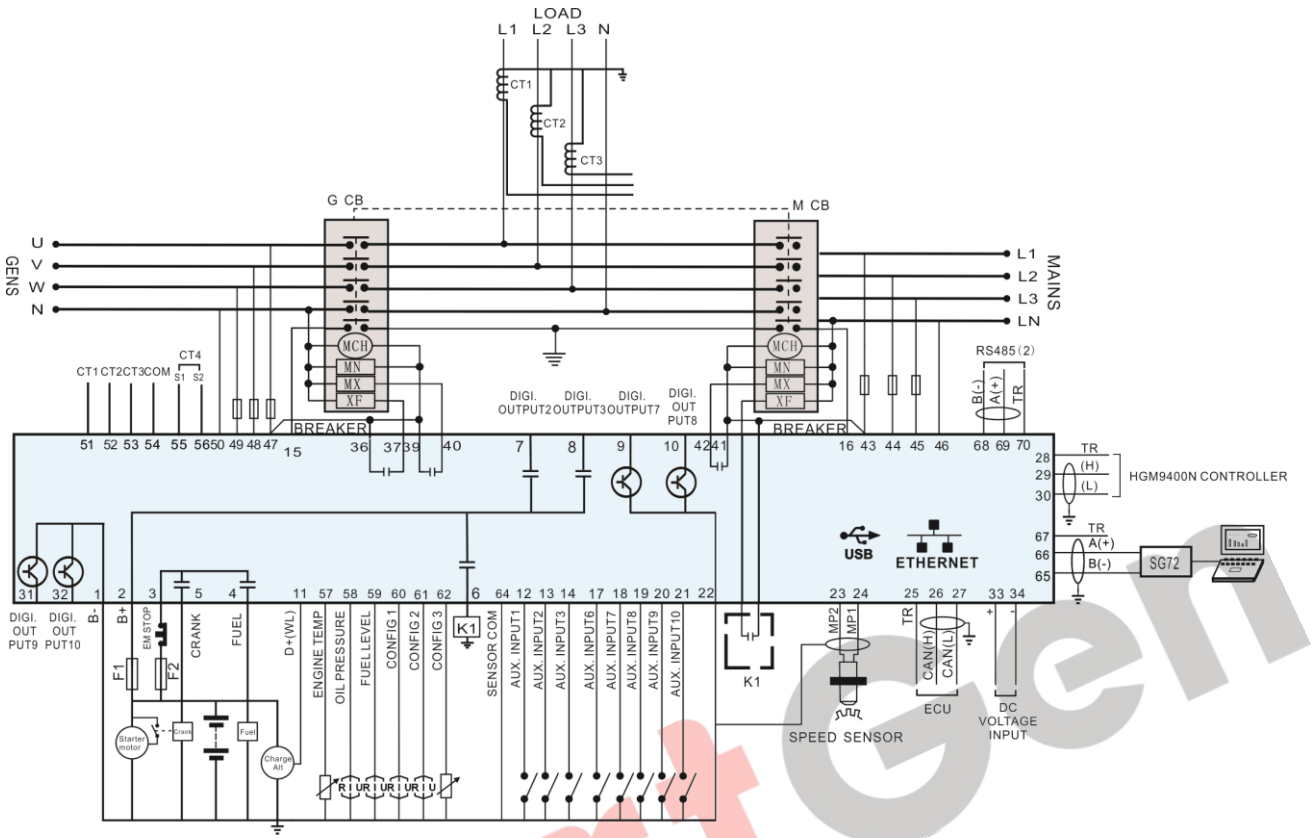 LOAD
L1 L2 L3 N
CT1
CT2
CT3
G CB
M CB
U
V
W
N
GENS
L1
L2
L3
LN
MAINS
MCH
MN
MX
XF
MCH
MN
MX
XF
RS485(2)
B(-)
A(+)
TR
CT4
CT1 CT2 CT3 COM S1 S2
DIGI. OUTPUT2
DIGI. OUTPUT3
DIGI. OUTPUT7
DIGI. OUT PUT8
BREAKER
BREAKER
51 52 53 54 55 56 50 49 48 47 15 36 37 39 40 7 8 9 10 42 41 16 43 44 45 46 68 69 70
28 TR
29 (H)
30 (L)
HGM9400N CONTROLLER
67 TR
66 A(+)
65 B(-)
SG72
USB
ETHERNET
31 32 1 2 3 5 4 11 57 58 59 60 61 62 6 64 12 13 14 16 17 18 19 20 21 22 23 24 25 26 27 33 34
DIGI. OUT PUT9
DIGI. OUT PUT10
B-
B+
EM STOP
CRANK
FUEL
D+(WL)
ENGINE TEMP
OIL PRESSURE
FUEL LEVEL
CONFIG 1
CONFIG 2
CONFIG 3
K1
SENSOR COM
AUX. INPUT1
AUX. INPUT2
AUX. INPUT3
AUX. INPUT6
AUX. INPUT7
AUX. INPUT8
AUX. INPUT9
AUX. INPUT10
K1
MP2
MP1
SPEED SENSOR
TR
CAN(H)
CAN(L)
ECU
+
-
DC VOLTAGE INPUT
F1
F2
Starter motor
Crank
Fuel
Charge Alt
R U R U R U R U
rtGen